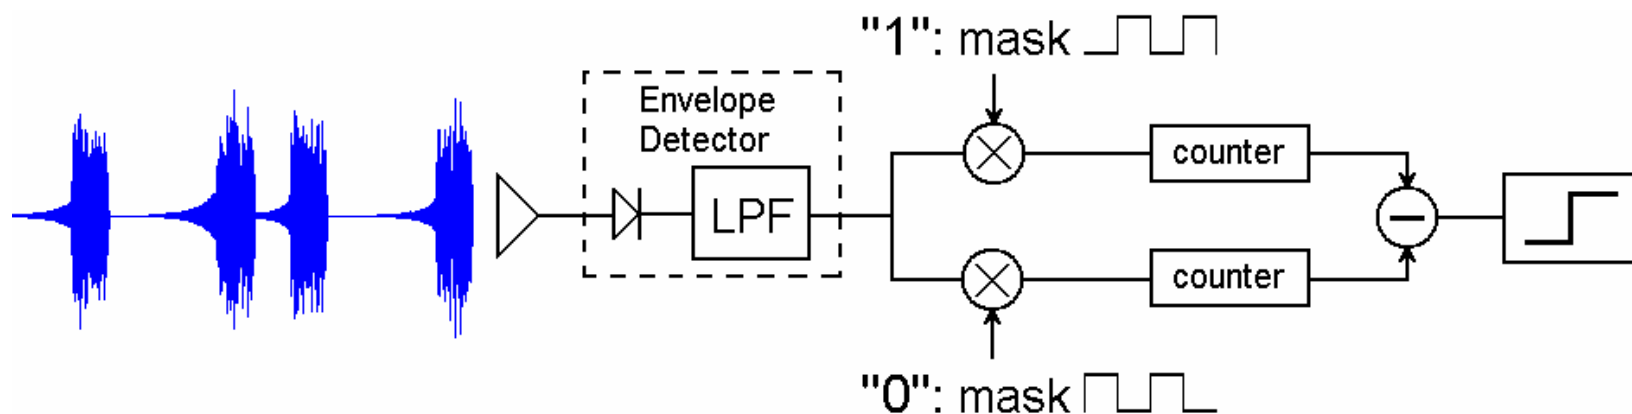 "1": mask
Envelope
Detector
LPF
counter
counter
"0": mask